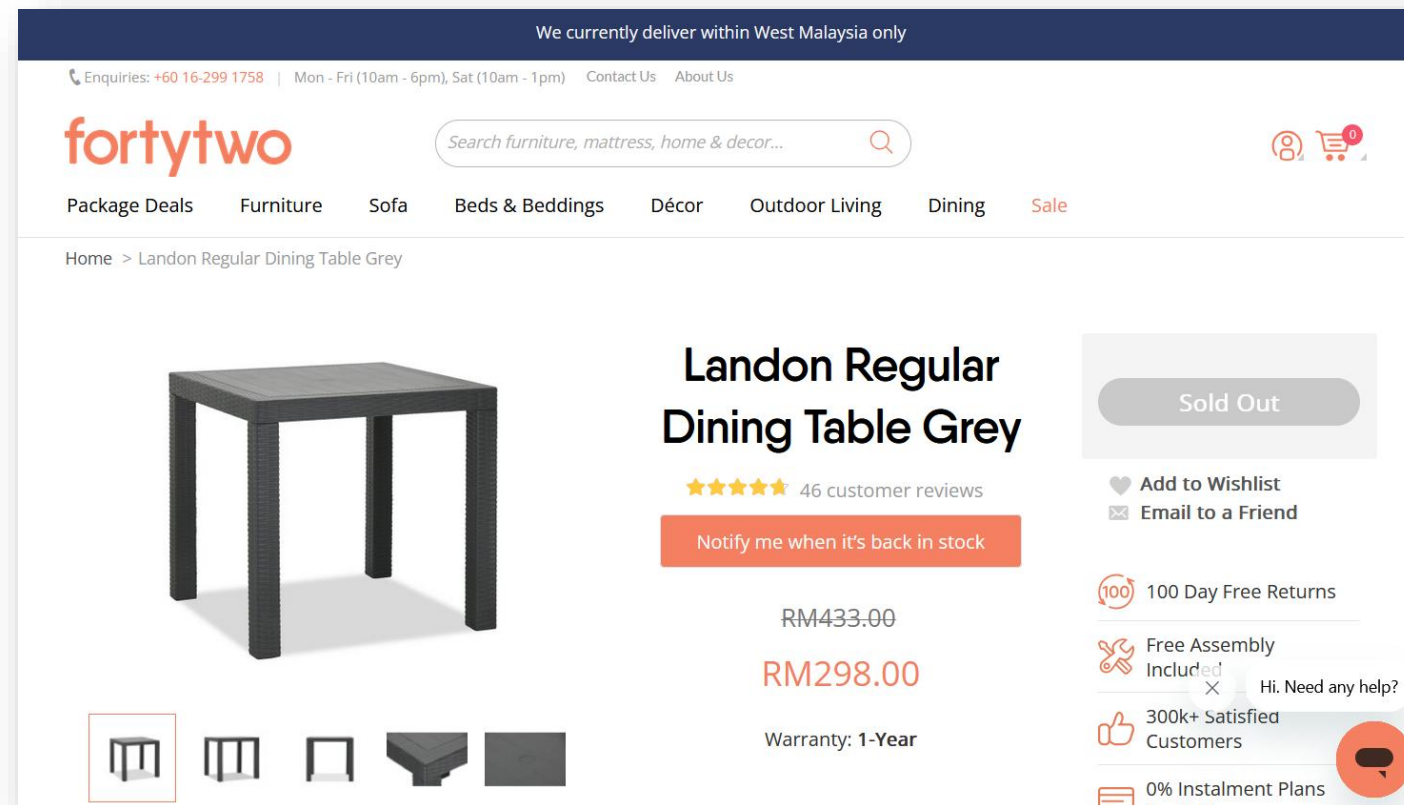 We currently deliver within West Malaysia only
Enquiries: +60 16-299 1758 | Mon - Fri (10am - 6pm), Sat (10am - 1pm) Contact Us About Us
fortytwo
Search furniture, mattress, home & decor...
0
Package Deals Furniture Sofa Beds & Beddings Décor Outdoor Living Dining Sale
Home > Landon Regular Dining Table Grey
Landon Regular
Dining Table Grey
46 customer reviews
Notify me when it's back in stock
RM433.00
RM298.00
Warranty: 1-Year
Sold Out
Add to Wishlist
Email to a Friend
100
100 Day Free Returns
Free Assembly
Included
Hi. Need any help?
300k+ Satisfied
Customers
0% Instalment Plans